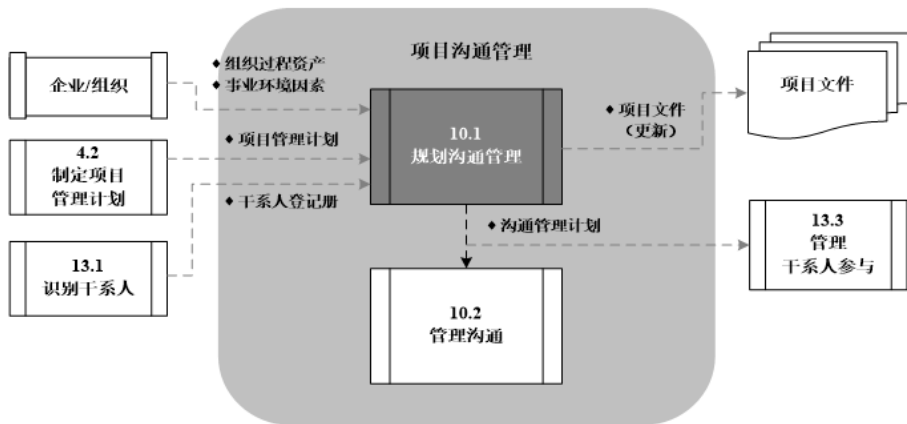 项目沟通管理
企业/组织
◆ 组织过程资产
◆ 事业环境因素
4.2
制定项目
管理计划
◆ 项目管理计划
13.1
识别干系人
◆ 干系人登记册
10.1
规划沟通管理
◆ 项目文件
（更新）
项目文件
◆ 沟通管理计划
10.2
管理沟通
13.3
管理
干系人参与